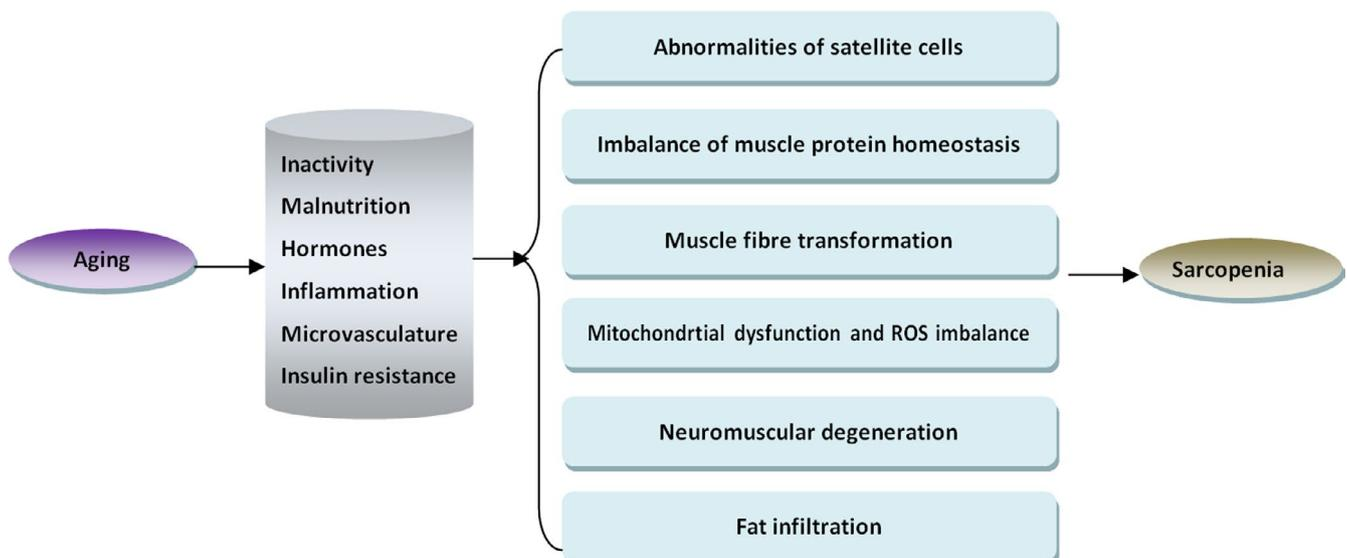 Aging
Inactivity
Malnutrition
Hormones
Inflammation
Microvasculature
Insulin resistance
Abnormalities of satellite cells
Imbalance of muscle protein homeostasis
Muscle fibre transformation
Mitochondrtial dysfunction and ROS imbalance
Neuromuscular degeneration
Fat infiltration
Sarcopenia